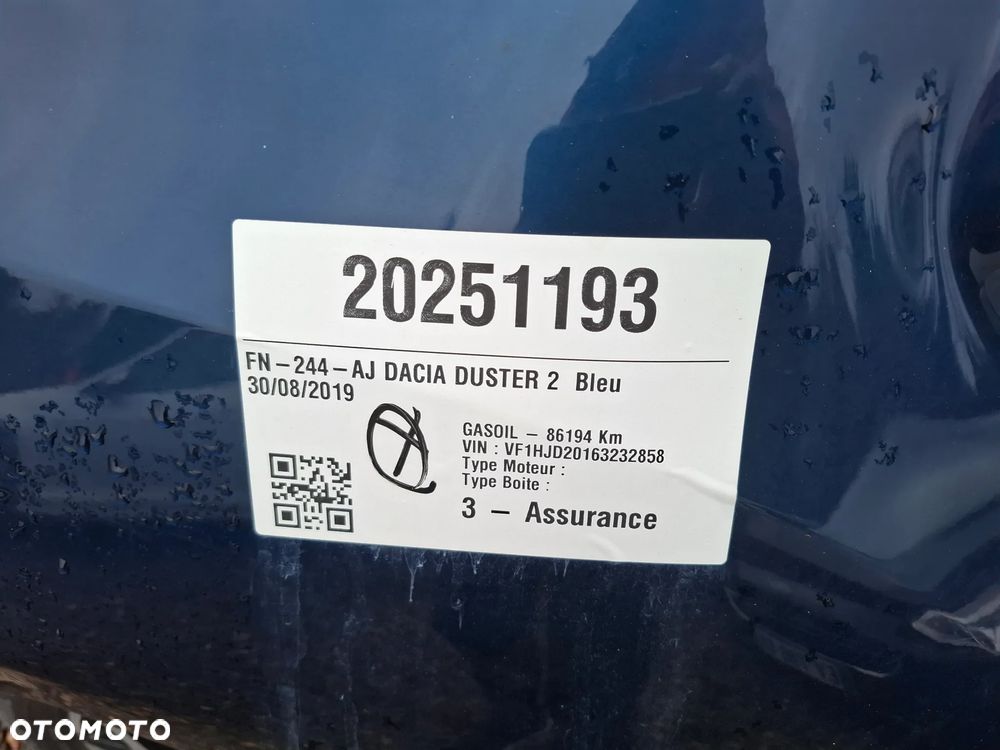 20251193
FN-244-AJ DACIA DUSTER 2 Bleu
30/08/2019
GASOIL - 86194 Km
VIN : VF1HJD20163232858
Type Moteur :
Type Boite :
3 - Assurance
OTOMOTO